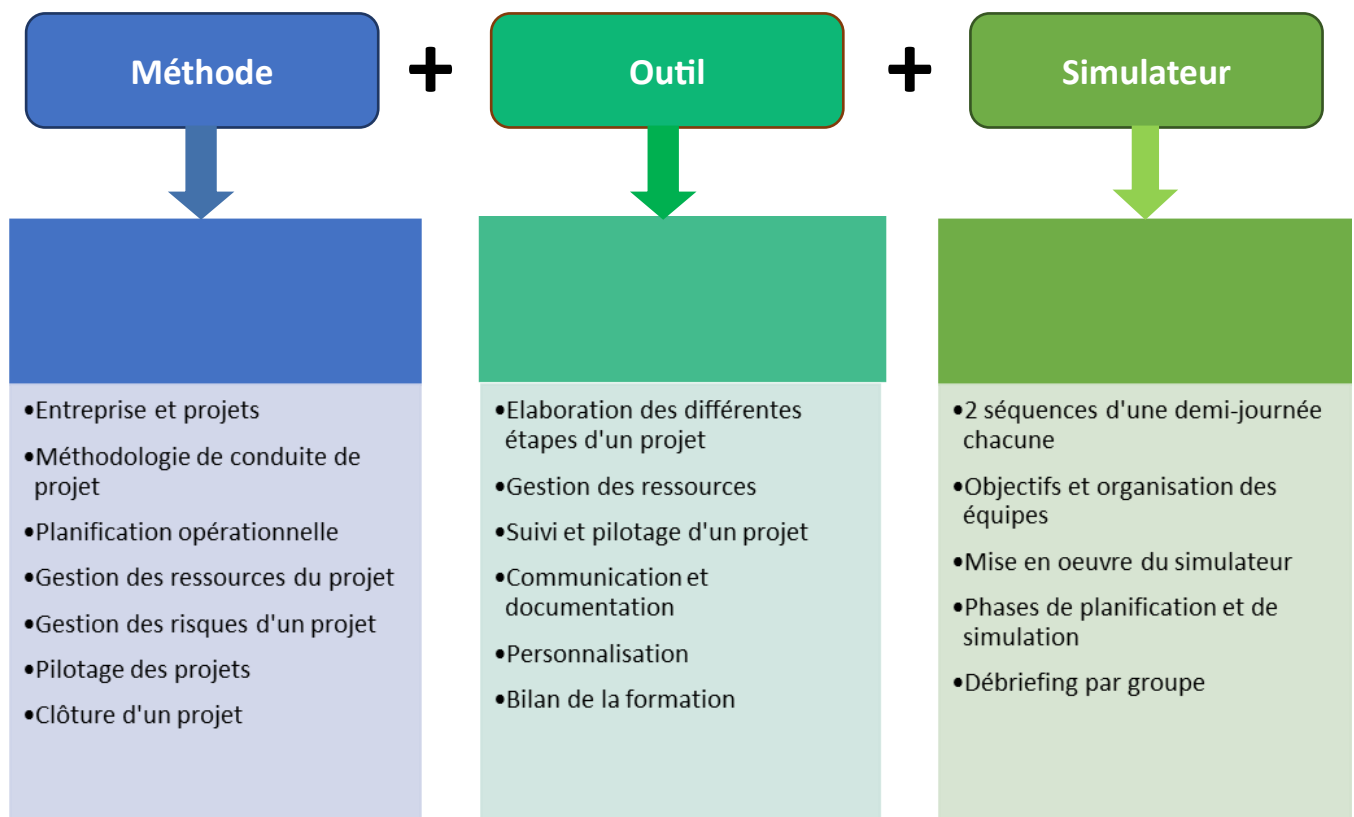 Méthode + Outil + Simulateur
•Entreprise et projets
•Méthodologie de conduite de
projet
•Planification opérationnelle
•Gestion des ressources du projet
•Gestion des risques d'un projet
•Pilotage des projets
•Clôture d'un projet
•Elaboration des différentes
étapes d'un projet
•Gestion des ressources
•Suivi et pilotage d'un projet
•Communication et
documentation
•Personnalisation
•Bilan de la formation
•2 séquences d'une demi-journée
chacune
•Objectifs et organisation des
équipes
•Mise en oeuvre du simulateur
•Phases de planification et de
simulation
•Débriefing par groupe